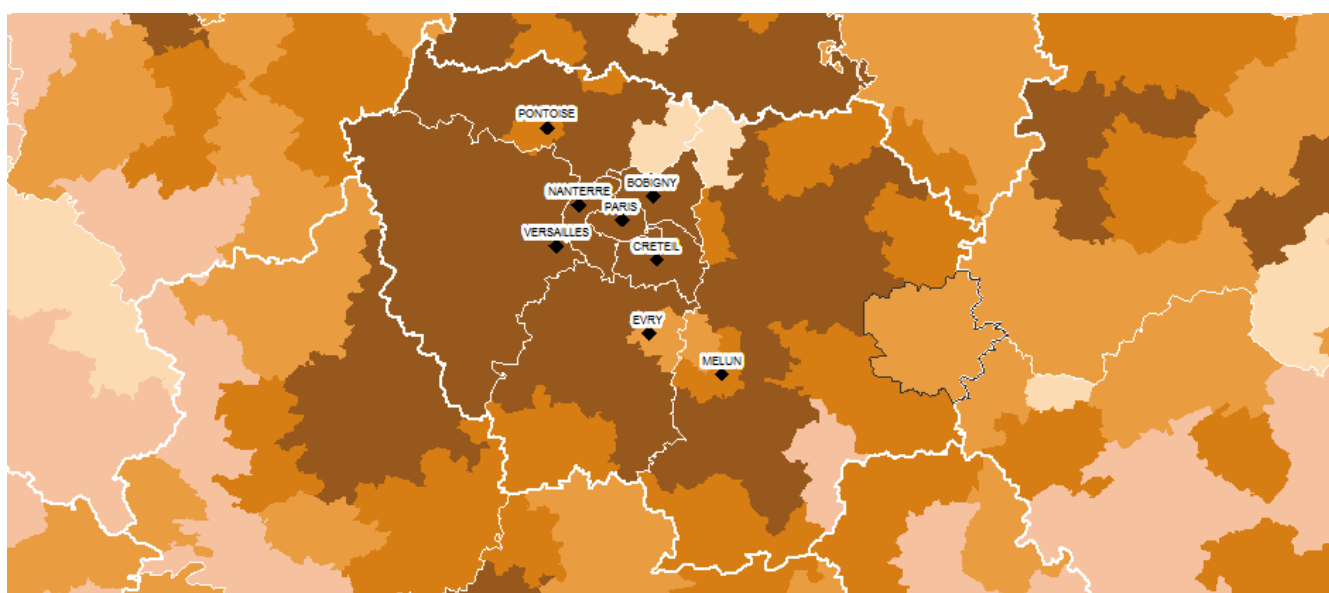 PONTOISE
NANTERRE
BOBIGNY
PARIS
VERSAILLES
CRETEIL
EVRY
MELUN